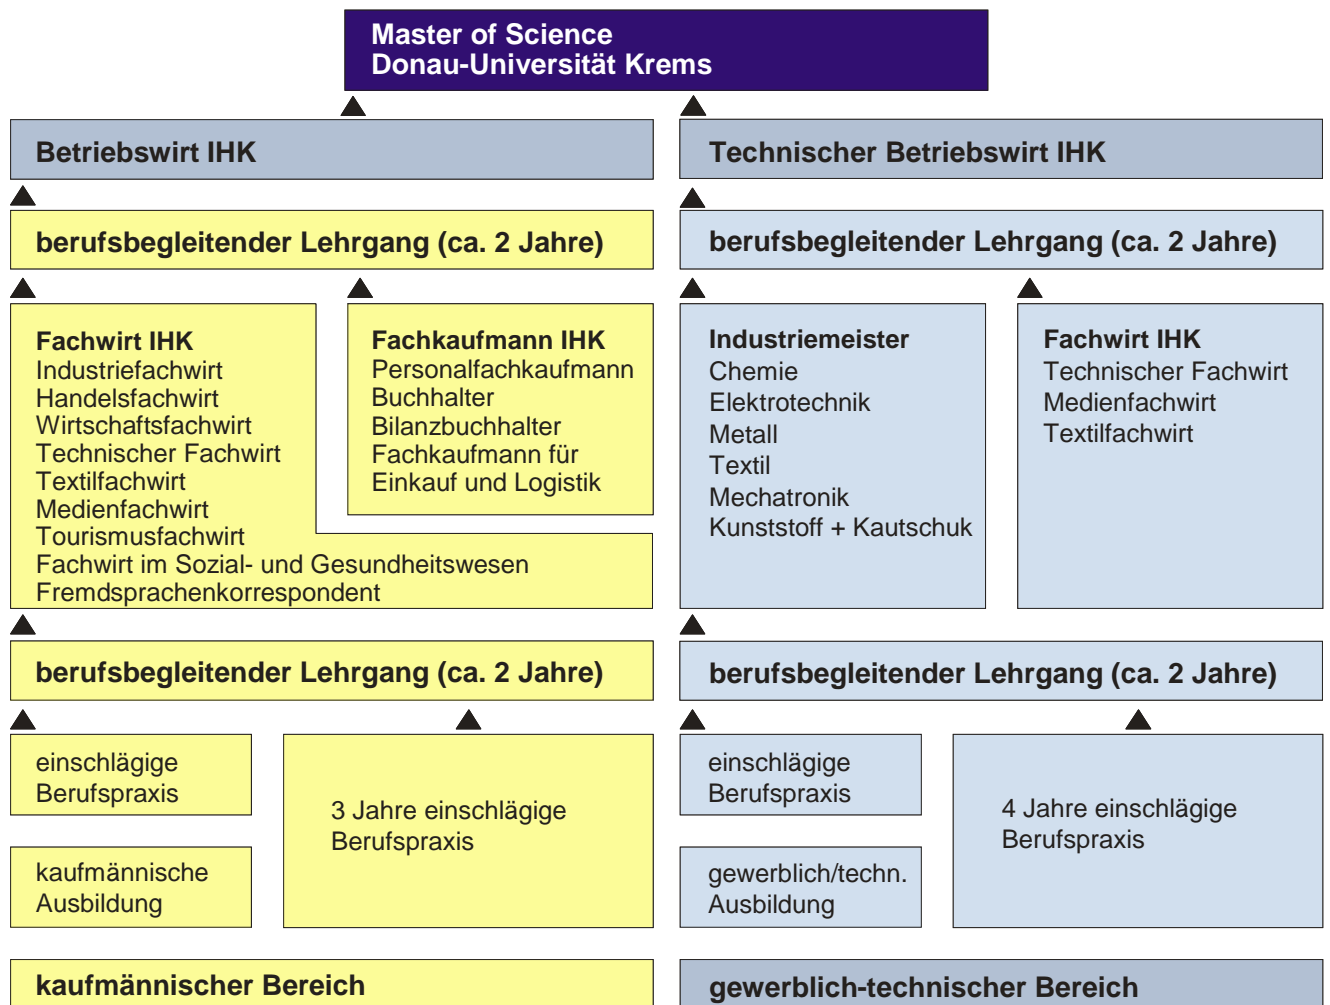 Master of Science
Donau-Universität Krems
Betriebswirt IHK
Technischer Betriebswirt IHK
berufsbegleitender Lehrgang (ca. 2 Jahre)
berufsbegleitender Lehrgang (ca. 2 Jahre)
Fachwirt IHK
Industriefachwirt
Handelsfachwirt
Wirtschaftsfachwirt
Technischer Fachwirt
Textilfachwirt
Medienfachwirt
Tourismusfachwirt
Fachwirt im Sozial- und Gesundheitswesen
Fremdsprachenkorrespondent
Fachkaufmann IHK
Personalfachkaufmann
Buchhalter
Bilanzbuchhalter
Fachkaufmann für
Einkauf und Logistik
Industriemeister
Chemie
Elektrotechnik
Metall
Textil
Mechatronik
Kunststoff + Kautschuk
Fachwirt IHK
Technischer Fachwirt
Medienfachwirt
Textilfachwirt
berufsbegleitender Lehrgang (ca. 2 Jahre)
berufsbegleitender Lehrgang (ca. 2 Jahre)
einschlägige
Berufspraxis
3 Jahre einschlägige
Berufspraxis
kaufmännische
Ausbildung
einschlägige
Berufspraxis
4 Jahre einschlägige
Berufspraxis
gewerblich/techn.
Ausbildung
kaufmännischer Bereich
gewerblich-technischer Bereich